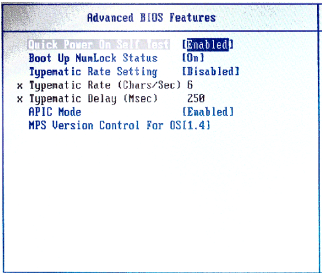 Advanced BIOS Features
Quick Power On Self Test [Enabled]
Boot Up NumLock Status [On]
Typematic Rate Setting [Disabled]
x Typematic Rate (Chars/Sec) 6
x Typematic Delay (Msec) 250
APIC Mode [Enabled]
MPS Version Control For OS[1.4]